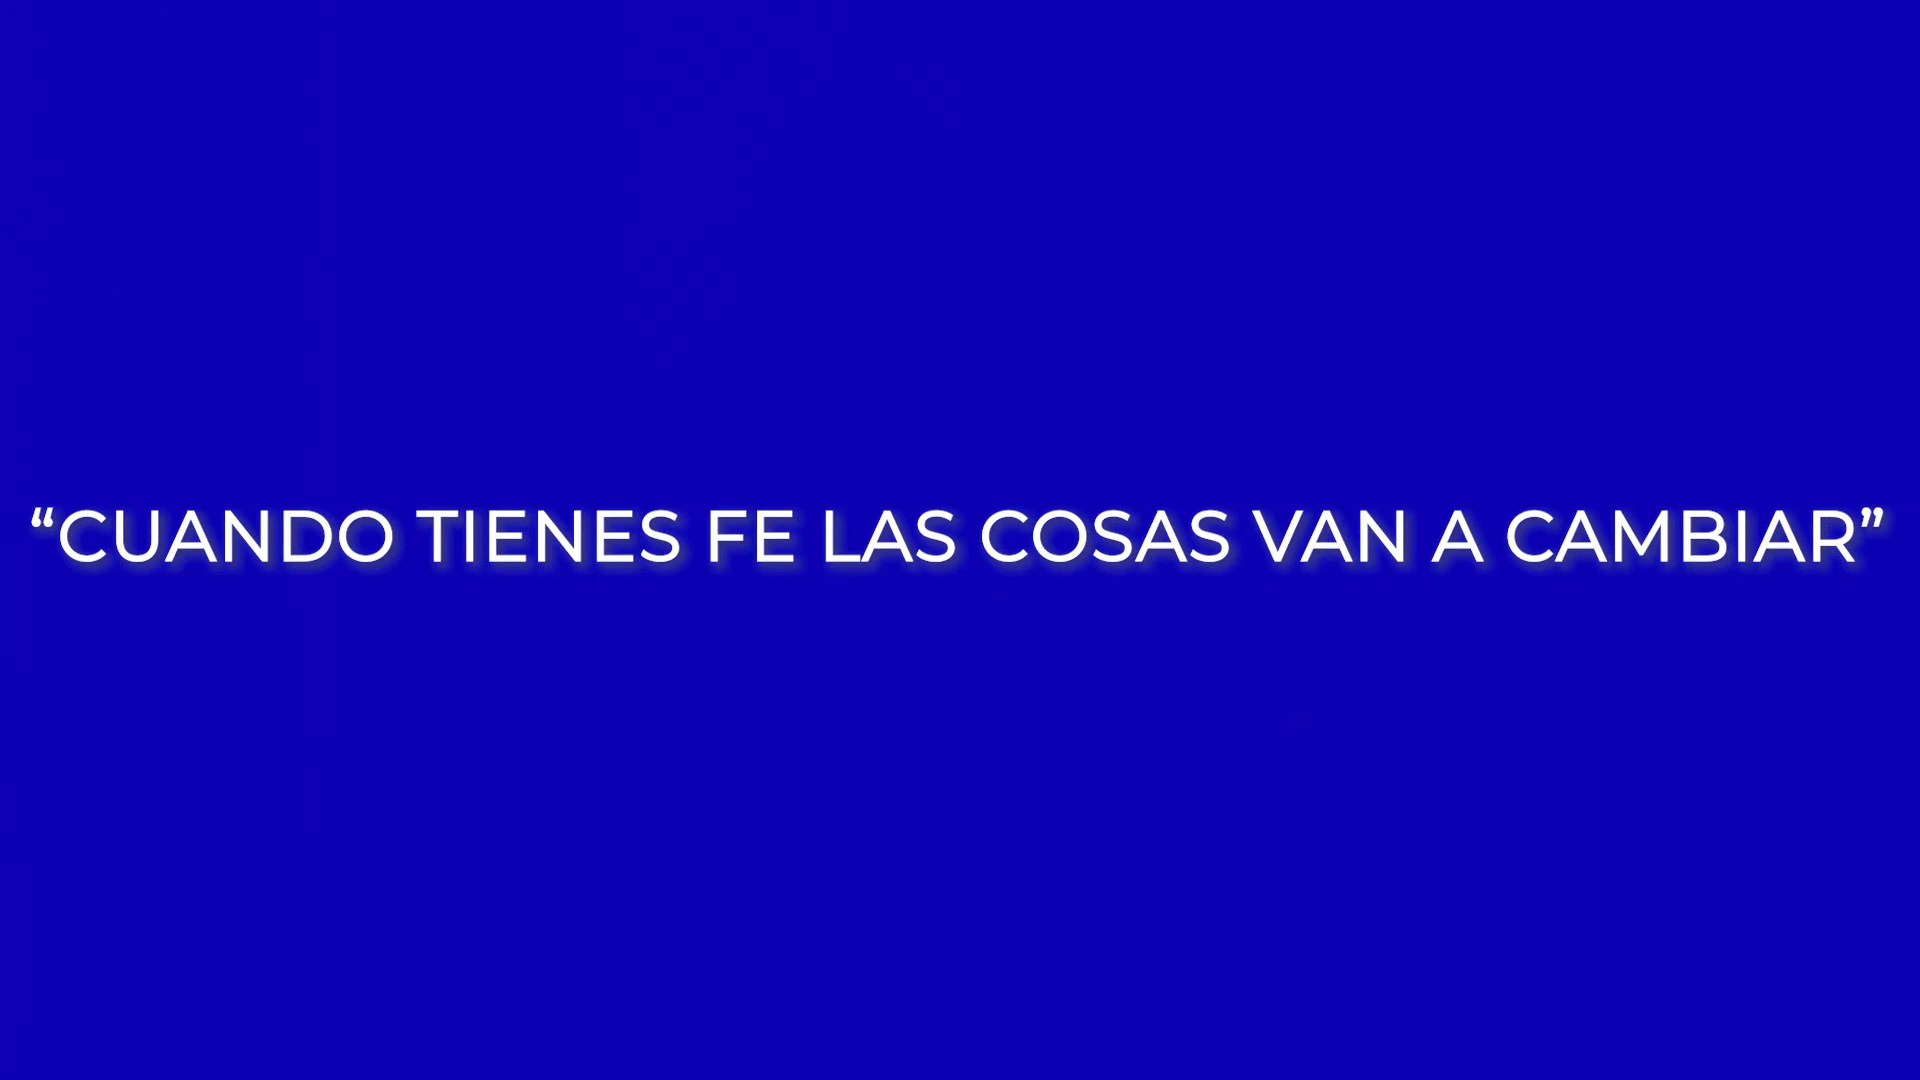 “CUANDO TIENES FE LAS COSAS VAN A CAMBIAR”